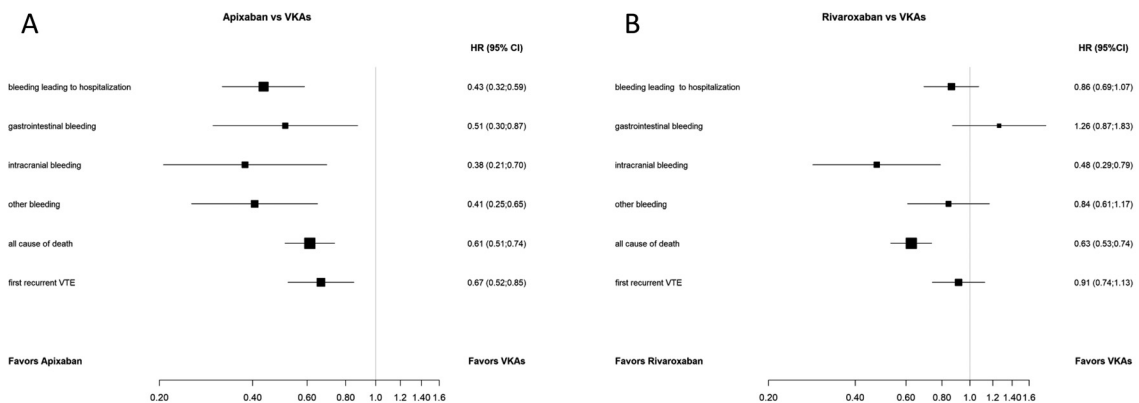 A
Apixaban vs VKAs
HR (95% CI)
bleeding leading to hospitalization 0.43 (0.32;0.59)
gastrointestinal bleeding 0.51 (0.30;0.87)
intracranial bleeding 0.38 (0.21;0.70)
other bleeding 0.41 (0.25;0.65)
all cause of death 0.61 (0.51;0.74)
first recurrent VTE 0.67 (0.52;0.85)
Favors Apixaban Favors VKAs
0.20 0.40 0.60 0.80 1.0 1.2 1.40 1.6
B
Rivaroxaban vs VKAs
HR (95%CI)
bleeding leading to hospitalization 0.86 (0.69;1.07)
gastrointestinal bleeding 1.26 (0.87;1.83)
intracranial bleeding 0.48 (0.29;0.79)
other bleeding 0.84 (0.61;1.17)
all cause of death 0.63 (0.53;0.74)
first recurrent VTE 0.91 (0.74;1.13)
Favors Rivaroxaban Favors VKAs
0.20 0.40 0.60 0.80 1.0 1.2 1.40 1.6